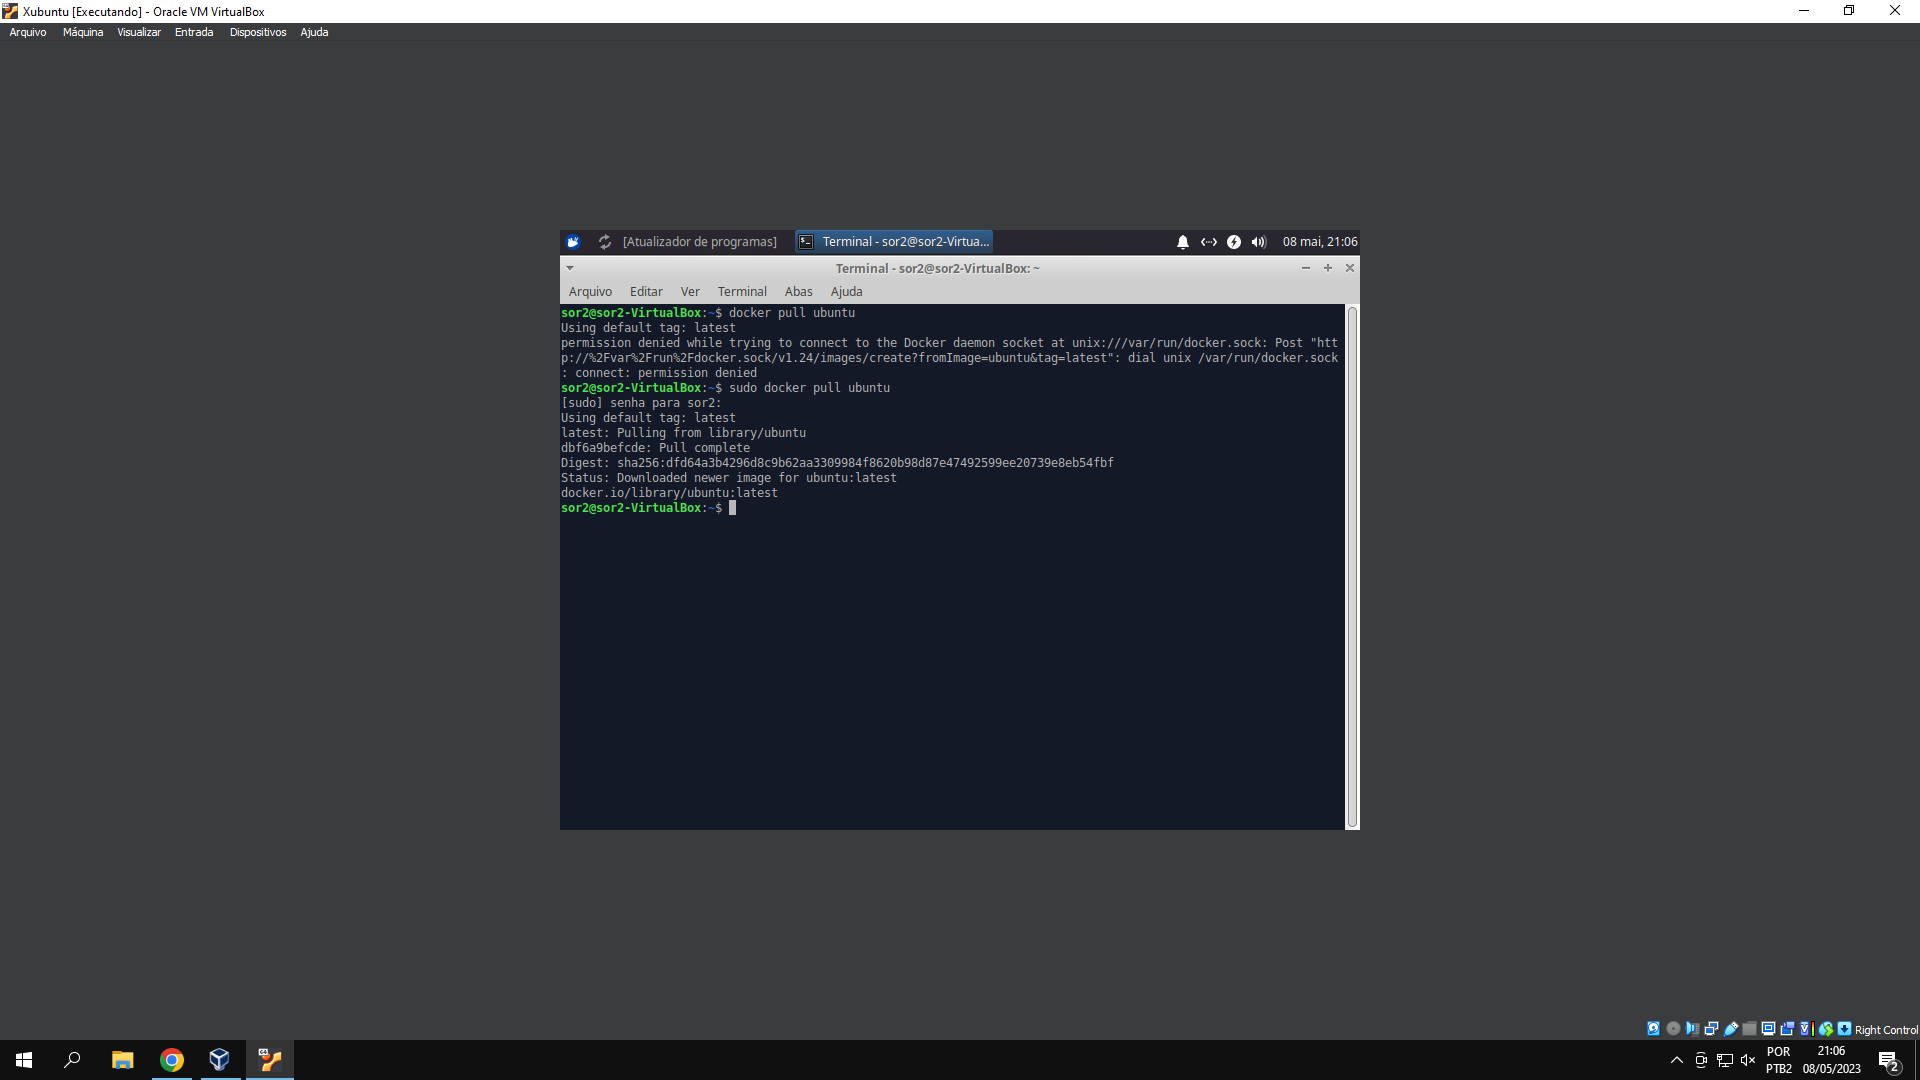 Xubuntu [Executando] - Oracle VM VirtualBox
Arquivo Máquina Visualizar Entrada Dispositivos Ajuda
[Atualizador de programas] Terminal - sor2@sor2-Virtua... 08 mai, 21:06
Terminal - sor2@sor2-VirtualBox: ~
Arquivo Editar Ver Terminal Abas Ajuda
sor2@sor2-VirtualBox:~$ docker pull ubuntu
Using default tag: latest
permission denied while trying to connect to the Docker daemon socket at unix:///var/run/docker.sock: Post "htt
p://%2Fvar%2Frun%2Fdocker.sock/v1.24/images/create?fromImage=ubuntu&tag=latest": dial unix /var/run/docker.sock
: connect: permission denied
sor2@sor2-VirtualBox:~$ sudo docker pull ubuntu
[sudo] senha para sor2:
Using default tag: latest
latest: Pulling from library/ubuntu
dbf6a9befcde: Pull complete
Digest: sha256:dfd64a3b4296d8c9b62aa3309984f8620b98d87e47492599ee20739e8eb54fbf
Status: Downloaded newer image for ubuntu:latest
docker.io/library/ubuntu:latest
sor2@sor2-VirtualBox:~$
Right Control
POR 21:06
PTB2 08/05/2023 2